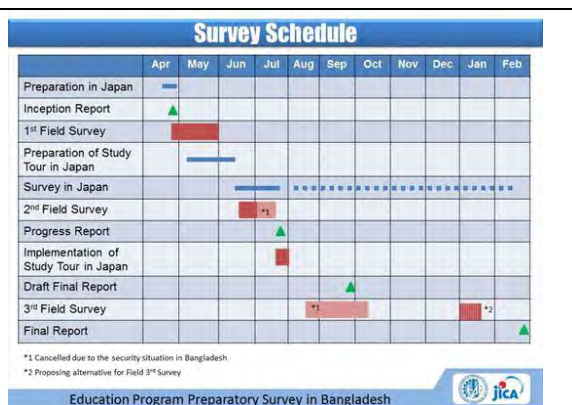 Survey Schedule
Apr May Jun Jul Aug Sep Oct Nov Dec Jan Feb
Preparation in Japan
Inception Report
1st Field Survey
Preparation of Study
Tour in Japan
Survey in Japan
2nd Field Survey *1
Progress Report
Implementation of
Study Tour in Japan
Draft Final Report
3rd Field Survey *1 *2
Final Report
*1 Cancelled due to the security situation in Bangladesh
*2 Proposing alternative for Field 3rd Survey
Education Program Preparatory Survey in Bangladesh
jICA